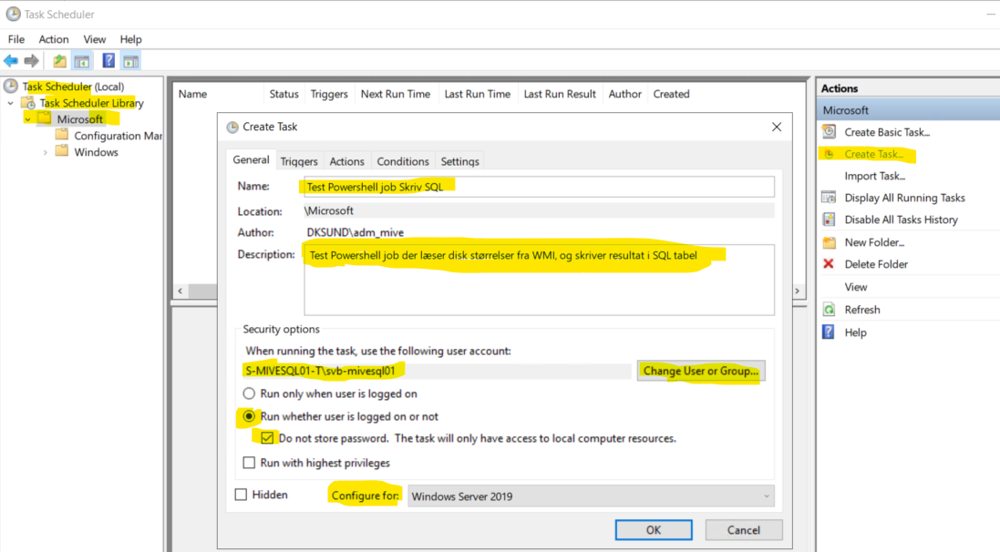 Task Scheduler
File Action View Help
Task Scheduler (Local)
Task Scheduler Library
Microsoft
Configuration Mar
Windows
Name Status Triggers Next Run Time Last Run Time Last Run Result Author Created
Create Task
General Triggers Actions Conditions Settings
Name: Test Powershell job Skriv SQL
Location: \Microsoft
Author: DKSUND\adm_mive
Description: Test Powershell job der læser disk størrelser fra WMI, og skriver resultat i SQL tabel
Security options
When running the task, use the following user account:
S-MIVESQL01-T\svb-mivesql01 Change User or Group...
Run only when user is logged on
Run whether user is logged on or not
Do not store password. The task will only have access to local computer resources.
Run with highest privileges
Hidden Configure for: Windows Server 2019
OK Cancel
Actions
Microsoft
Create Basic Task...
Create Task...
Import Task...
Display All Running Tasks
Disable All Tasks History
New Folder...
Delete Folder
View
Refresh
Help